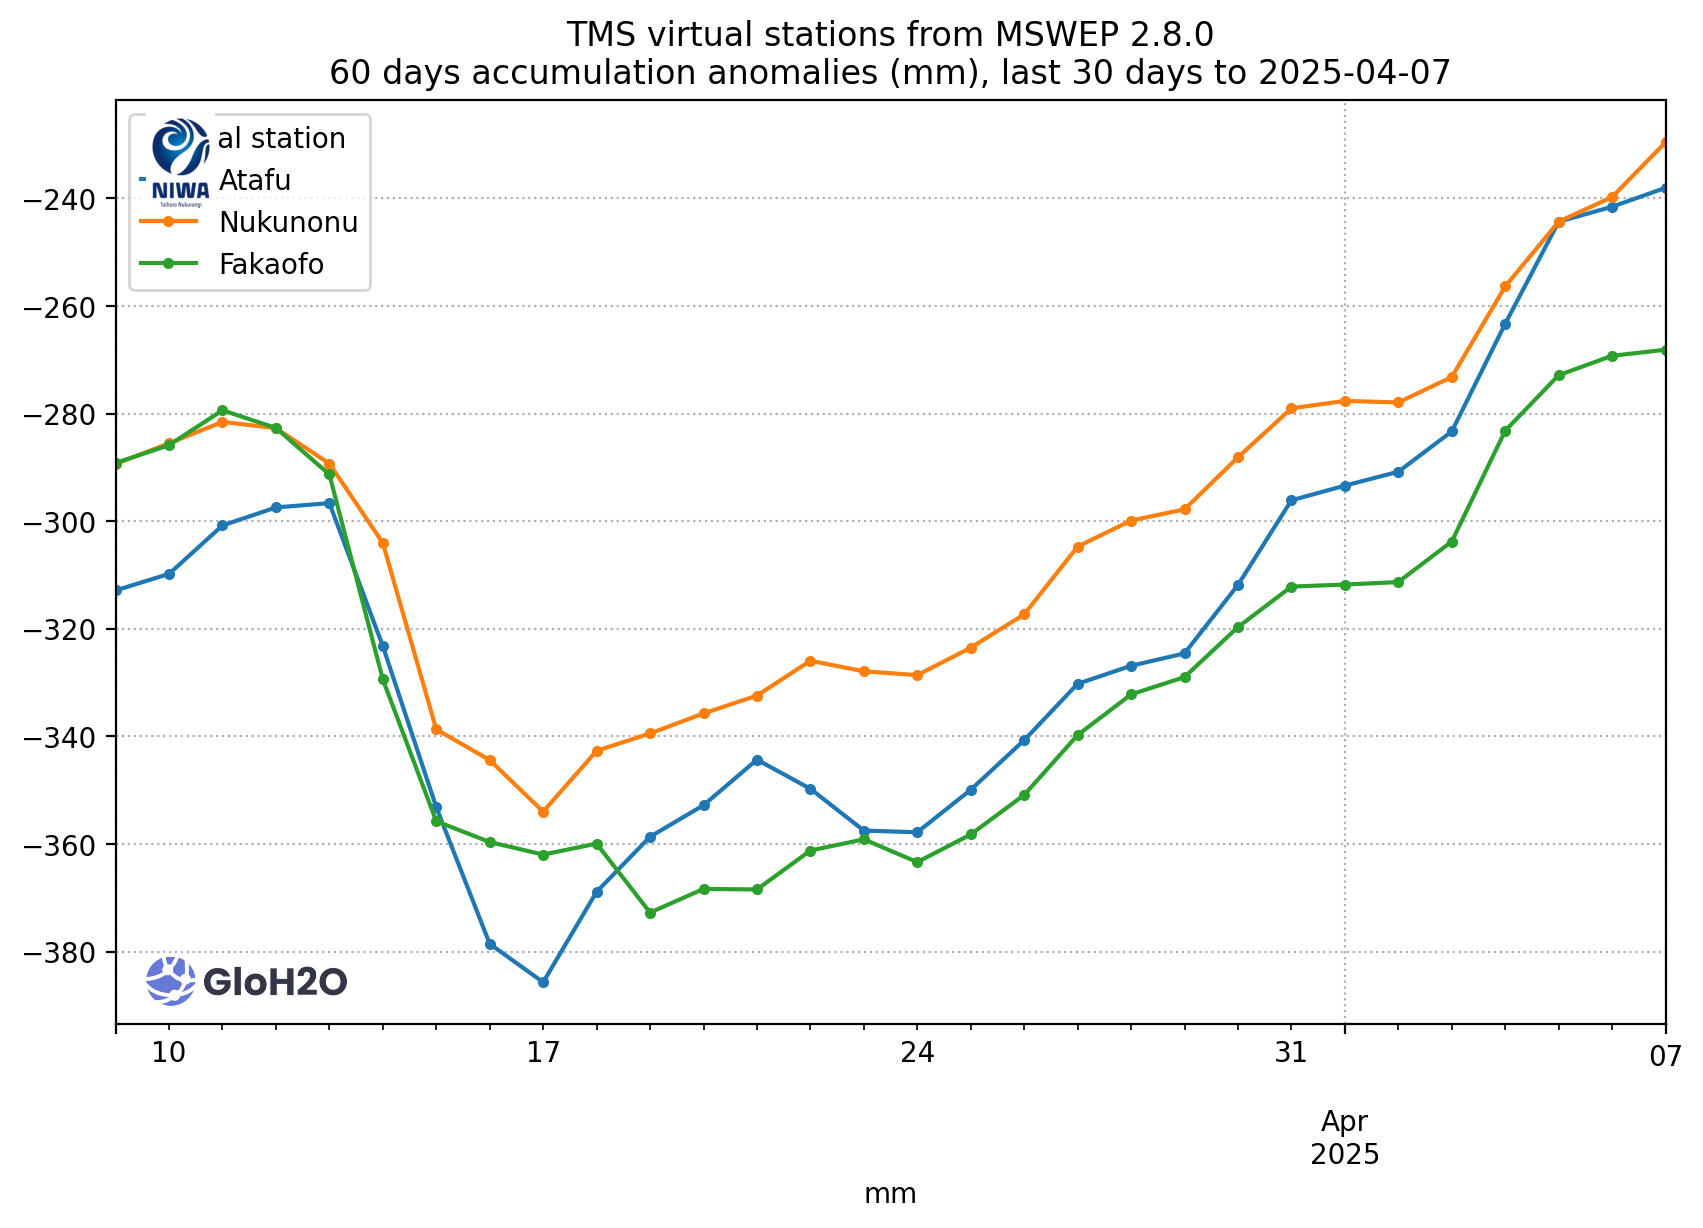 TMS virtual stations from MSWEP 2.8.0
60 days accumulation anomalies (mm), last 30 days to 2025-04-07
al station
Atafu
Nukunonu
Fakaofo
NIWA
Taihoro Nukurangi
−240
−260
−280
−300
−320
−340
−360
−380
GloH2O
10 17 24 31 07
Apr
2025
mm